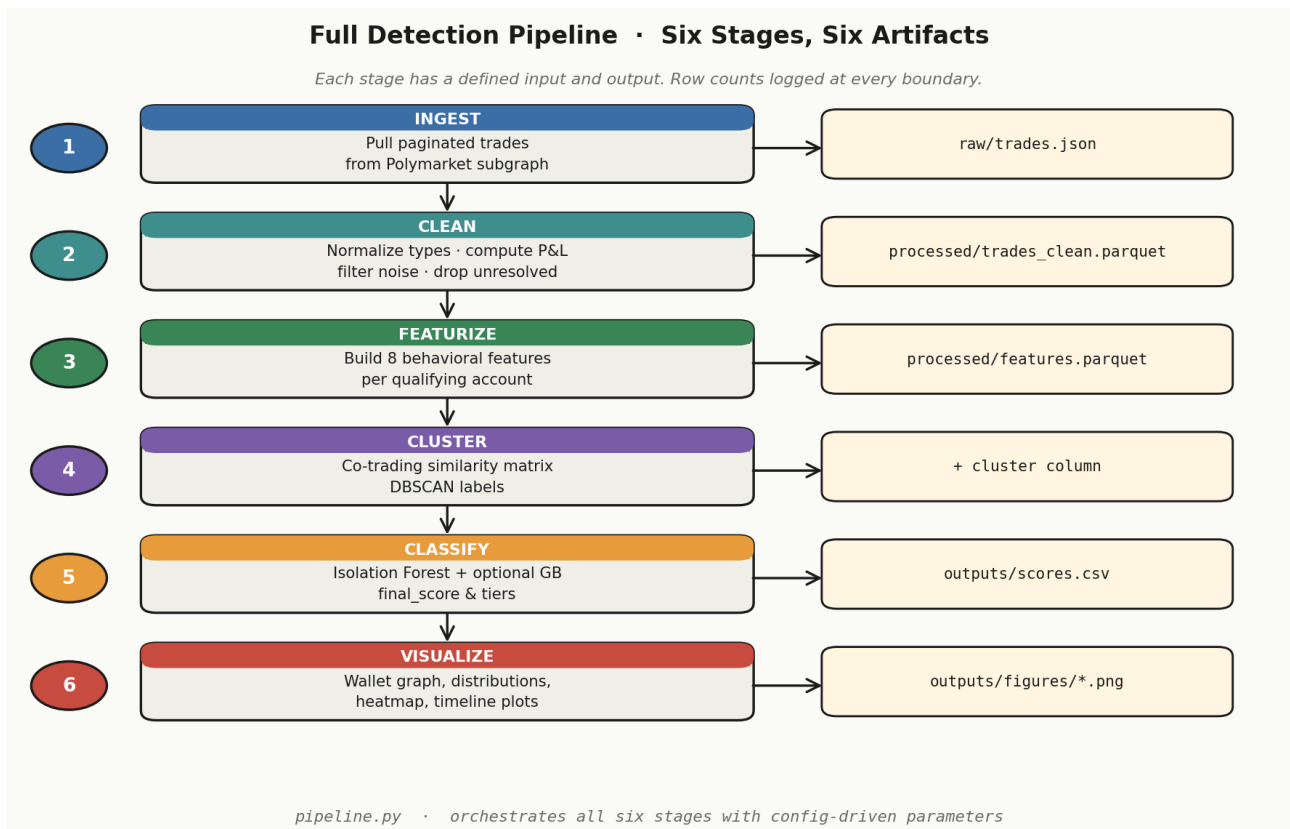 Full Detection Pipeline · Six Stages, Six Artifacts
Each stage has a defined input and output. Row counts logged at every boundary.
1
INGEST
Pull paginated trades
from Polymarket subgraph
raw/trades.json
2
CLEAN
Normalize types · compute P&L
filter noise · drop unresolved
processed/trades_clean.parquet
3
FEATURIZE
Build 8 behavioral features
per qualifying account
processed/features.parquet
4
CLUSTER
Co-trading similarity matrix
DBSCAN labels
+ cluster column
5
CLASSIFY
Isolation Forest + optional GB
final_score & tiers
outputs/scores.csv
6
VISUALIZE
Wallet graph, distributions,
heatmap, timeline plots
outputs/figures/*.png
pipeline.py · orchestrates all six stages with config-driven parameters